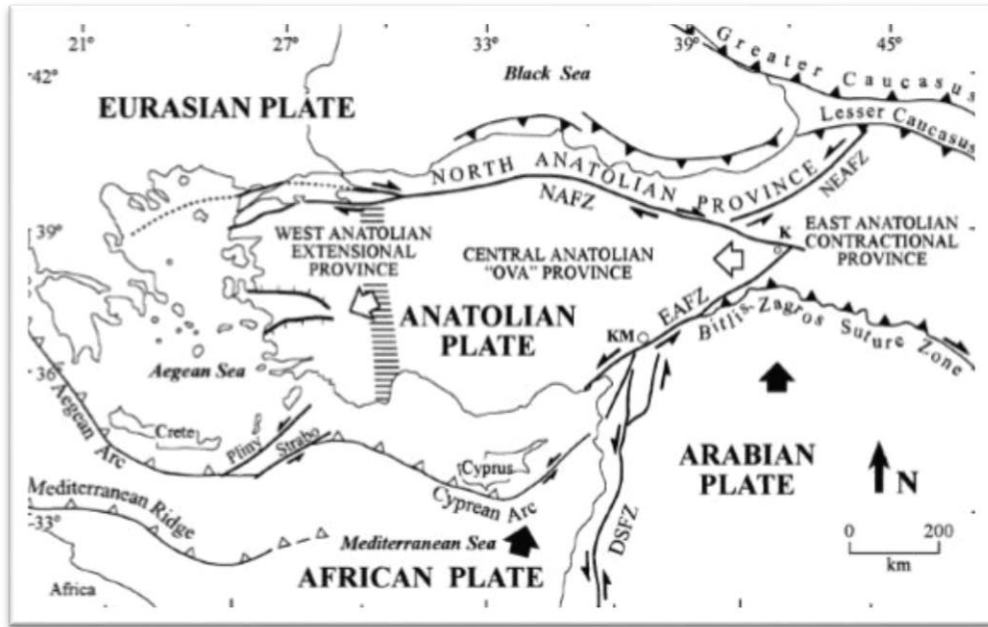 21°
27°
33°
39°
45°
42°
Black Sea
Greater Caucasus
EURASIAN PLATE
Lesser Caucasus
NORTH ANATOLIAN PROVINCE
NEAFZ
NAFZ
39°
WEST ANATOLIAN
EXTENSIONAL
PROVINCE
CENTRAL ANATOLIAN
"OVA" PROVINCE
K
EAST ANATOLIAN
CONTRACTIONAL
PROVINCE
ANATOLIAN
PLATE
EAFZ
KM
Bitlis-Zagros Suture Zone
36°
Aegean Sea
Aegean Arc
Crete
Pliny
Strabo
Cyprus
Cyprean Arc
ARABIAN
PLATE
N
Mediterranean Ridge
33°
Mediterranean Sea
DSFZ
0
200
km
AFRICAN PLATE
Africa